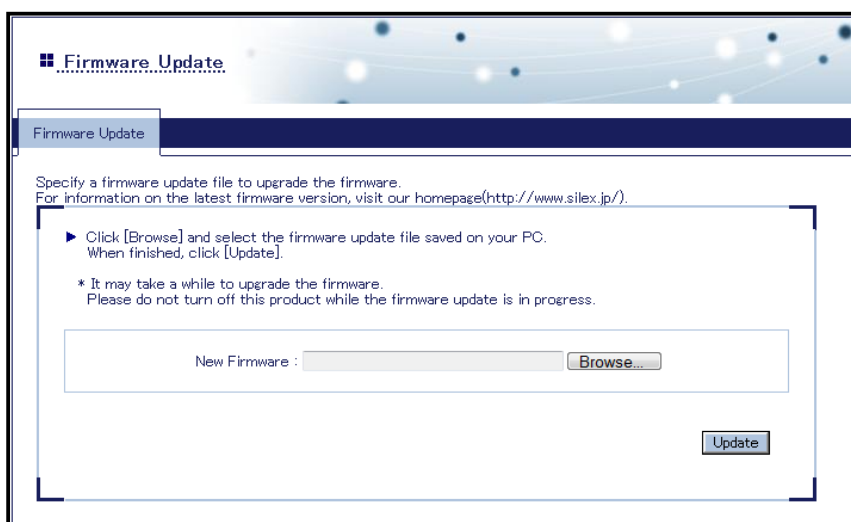 Firmware Update
Firmware Update
Specify a firmware update file to upgrade the firmware.
For information on the latest firmware version, visit our homepage(http://www.silex.jp/).
Click [Browse] and select the firmware update file saved on your PC.
When finished, click [Update].
* It may take a while to upgrade the firmware.
Please do not turn off this product while the firmware update is in progress.
New Firmware : Browse...
Update